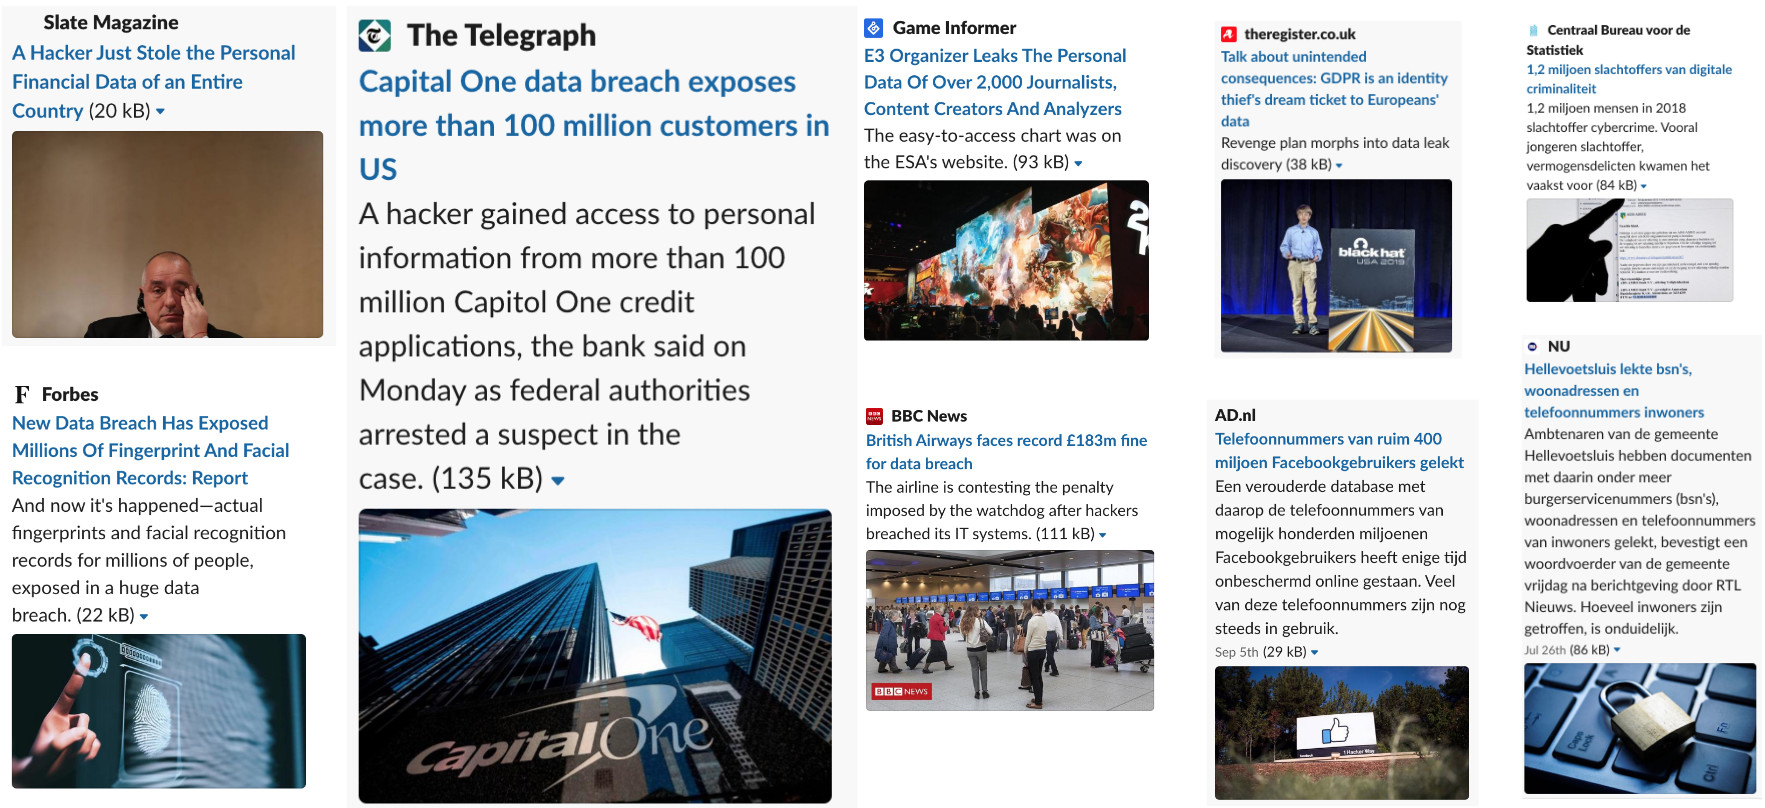 Slate Magazine
A Hacker Just Stole the Personal
Financial Data of an Entire
Country (20 kB)
F Forbes
New Data Breach Has Exposed
Millions Of Fingerprint And Facial
Recognition Records: Report
And now it's happened—actual
fingerprints and facial recognition
records for millions of people,
exposed in a huge data
breach. (22 kB)
The Telegraph
Capital One data breach exposes
more than 100 million customers in
US
A hacker gained access to personal
information from more than 100
million Capitol One credit
applications, the bank said on
Monday as federal authorities
arrested a suspect in the
case. (135 kB)
Capital One
Game Informer
E3 Organizer Leaks The Personal
Data Of Over 2,000 Journalists,
Content Creators And Analyzers
The easy-to-access chart was on
the ESA's website. (93 kB)
BBC News
British Airways faces record £183m fine
for data breach
The airline is contesting the penalty
imposed by the watchdog after hackers
breached its IT systems. (111 kB)
BBC NEWS
theregister.co.uk
Talk about unintended
consequences: GDPR is an identity
thief's dream ticket to Europeans'
data
Revenge plan morphs into data leak
discovery (38 kB)
black hat
USA 2019
AD.nl
Telefoonnummers van ruim 400
miljoen Facebookgebruikers gelekt
Een verouderde database met
daarop de telefoonnummers van
mogelijk honderden miljoenen
Facebookgebruikers heeft enige tijd
onbeschermd online gestaan. Veel
van deze telefoonnummers zijn nog
steeds in gebruik.
Sep 5th (29 kB)
1 Hacker Way
Centraal Bureau voor de
Statistiek
1,2 miljoen slachtoffers van digitale
criminaliteit
1,2 miljoen mensen in 2018
slachtoffer cybercrime. Vooral
jongeren slachtoffer,
vermogensdelicten kwamen het
vaakst voor (84 kB)
NU
Hellevoetsluis lekte bsn's,
woonadressen en
telefoonnummers inwoners
Ambtenaren van de gemeente
Hellevoetsluis hebben documenten
met daarin onder meer
burgerservicenummers (bsn's),
woonadressen en telefoonnummers
van inwoners gelekt, bevestigt een
woordvoerder van de gemeente
vrijdag na berichtgeving door RTL
Nieuws. Hoeveel inwoners zijn
getroffen, is onduidelijk.
Jul 26th (86 kB)
Caps
Lock
Fn
Ctrl